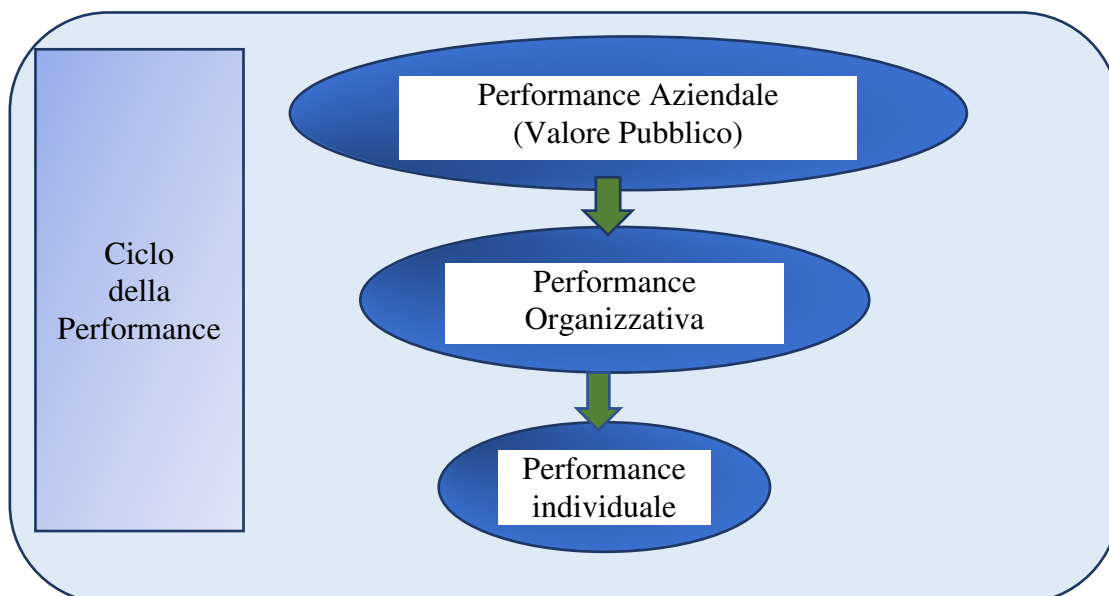 Ciclo
della
Performance
Performance Aziendale
(Valore Pubblico)
Performance
Organizzativa
Performance
individuale